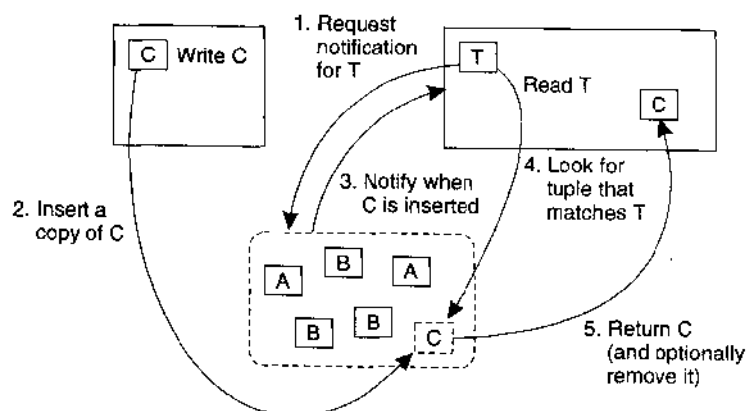 1. Request
notification
for T
C
Write C
T
Read T
C
2. Insert a
copy of C
3. Notify when
C is inserted
4. Look for
tuple that
matches T
A
B
A
B
B
C
5. Return C
(and optionally
remove it)